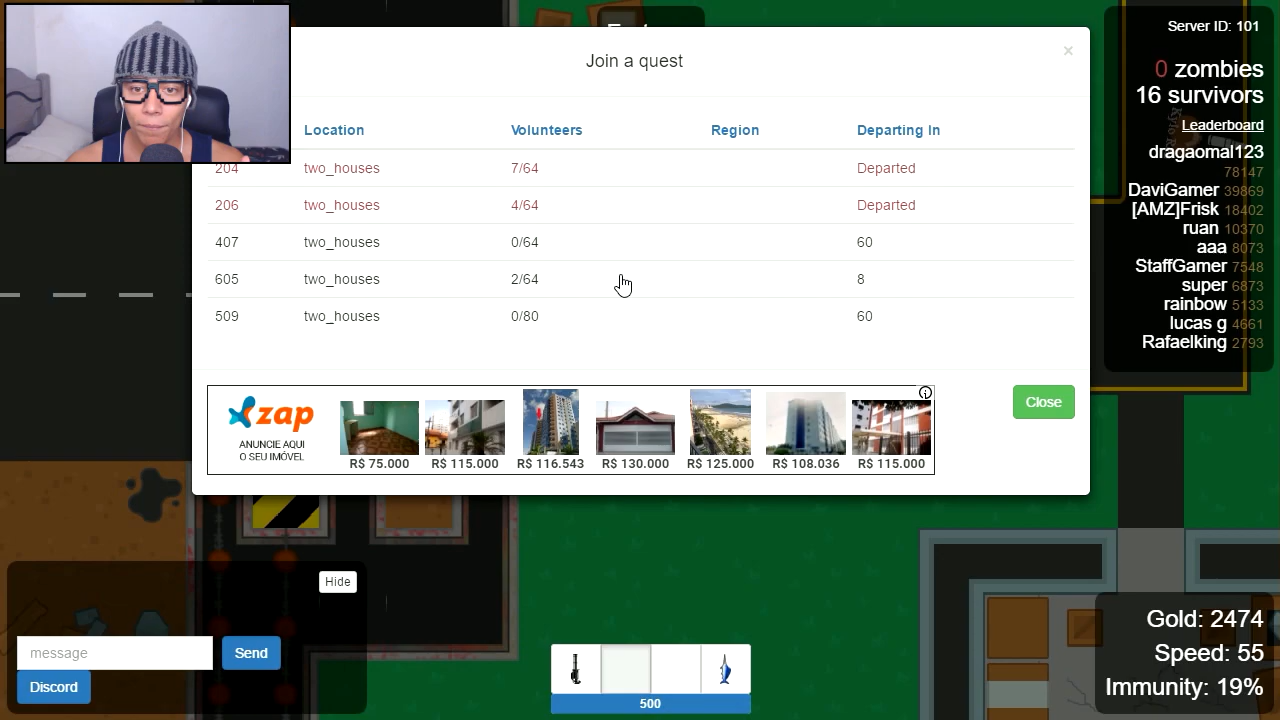 Join a quest
×
Location Volunteers Region Departing In
204 two_houses 7/64 Departed
206 two_houses 4/64 Departed
407 two_houses 0/64 60
605 two_houses 2/64 8
509 two_houses 0/80 60
zap
ANUNCIE AQUI
O SEU IMÓVEL
R$ 75.000 R$ 115.000 R$ 116.543 R$ 130.000 R$ 125.000 R$ 108.036 R$ 115.000
Close
Server ID: 101
0 zombies
16 survivors
Leaderboard
dragaomal123
78147
DaviGamer 39869
[AMZ]Frisk 18402
ruan 10370
aaa 8073
StaffGamer 7548
super 6873
rainbow 5133
lucas g 4661
Rafaelking 2793
Hide
message Send
Discord
500
Gold: 2474
Speed: 55
Immunity: 19%